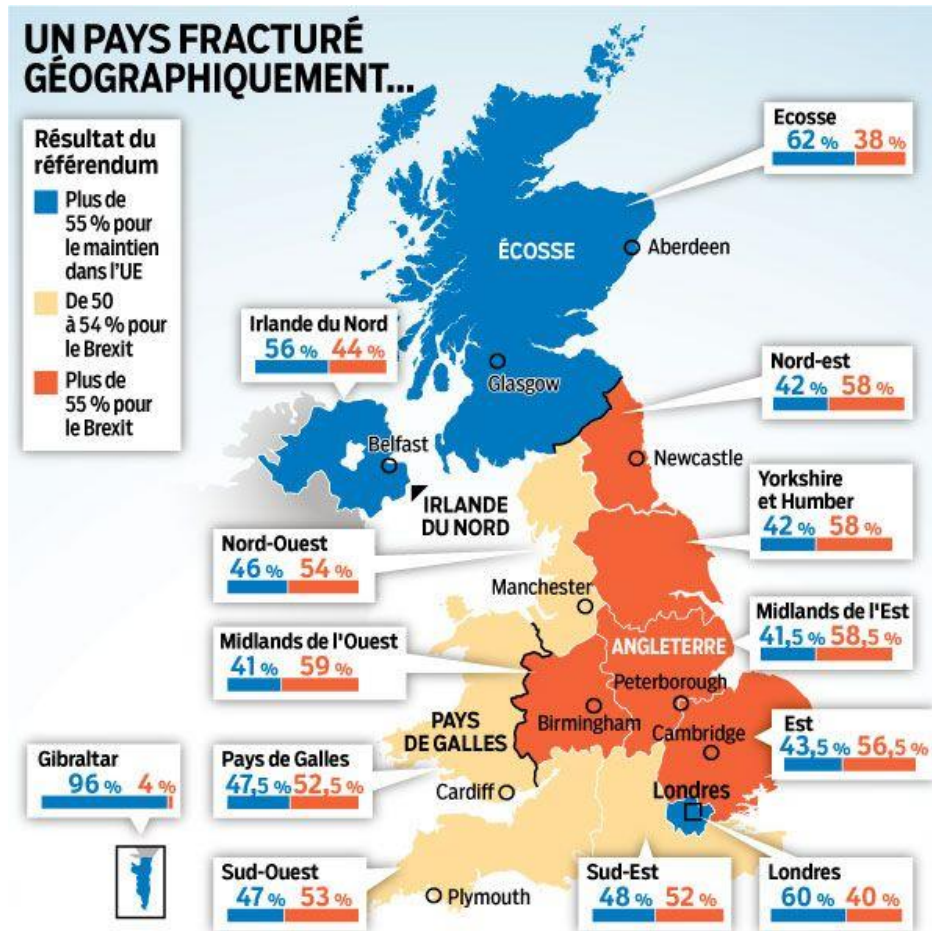 UN PAYS FRACTURÉ
GÉOGRAPHIQUEMENT...
Résultat du
référendum
Plus de
55 % pour
le maintien
dans l'UE
De 50
à 54 % pour
le Brexit
Plus de
55 % pour
le Brexit
Ecosse
62 % 38 %
ÉCOSSE
Aberdeen
Irlande du Nord
56 % 44 %
Glasgow
Nord-est
42 % 58 %
Belfast
Newcastle
IRLANDE
DU NORD
Yorkshire
et Humber
42 % 58 %
Nord-Ouest
46 % 54 %
Manchester
Midlands de l'Est
41,5 % 58,5 %
Midlands de l'Ouest
41 % 59 %
ANGLETERRE
Peterborough
Birmingham
Cambridge
PAYS
DE GALLES
Est
43,5 % 56,5 %
Gibraltar
96 % 4 %
Pays de Galles
47,5 % 52,5 %
Cardiff
Londres
Sud-Ouest
47 % 53 %
Plymouth
Sud-Est
48 % 52 %
Londres
60 % 40 %